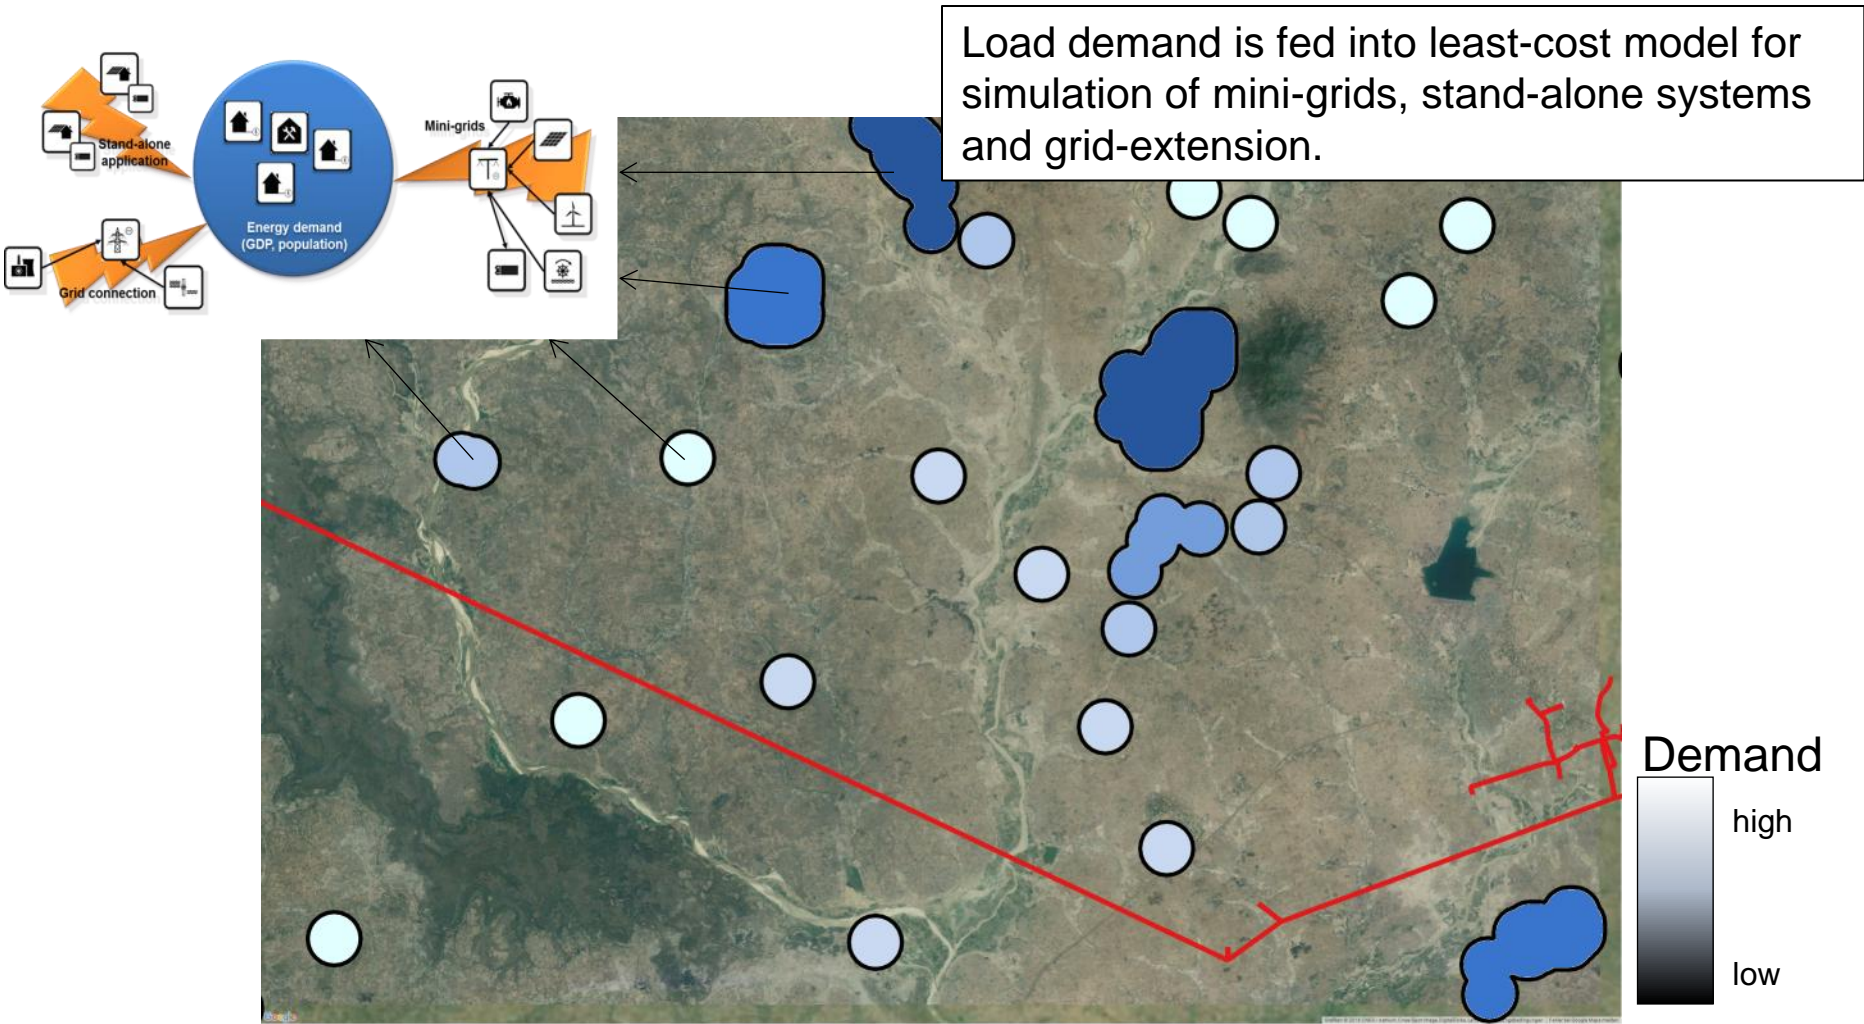 Load demand is fed into least-cost model for
simulation of mini-grids, stand-alone systems
and grid-extension.
Stand-alone
application
Mini-grids
Energy demand
(GDP, population)
Grid connection
Demand
high
low
Google